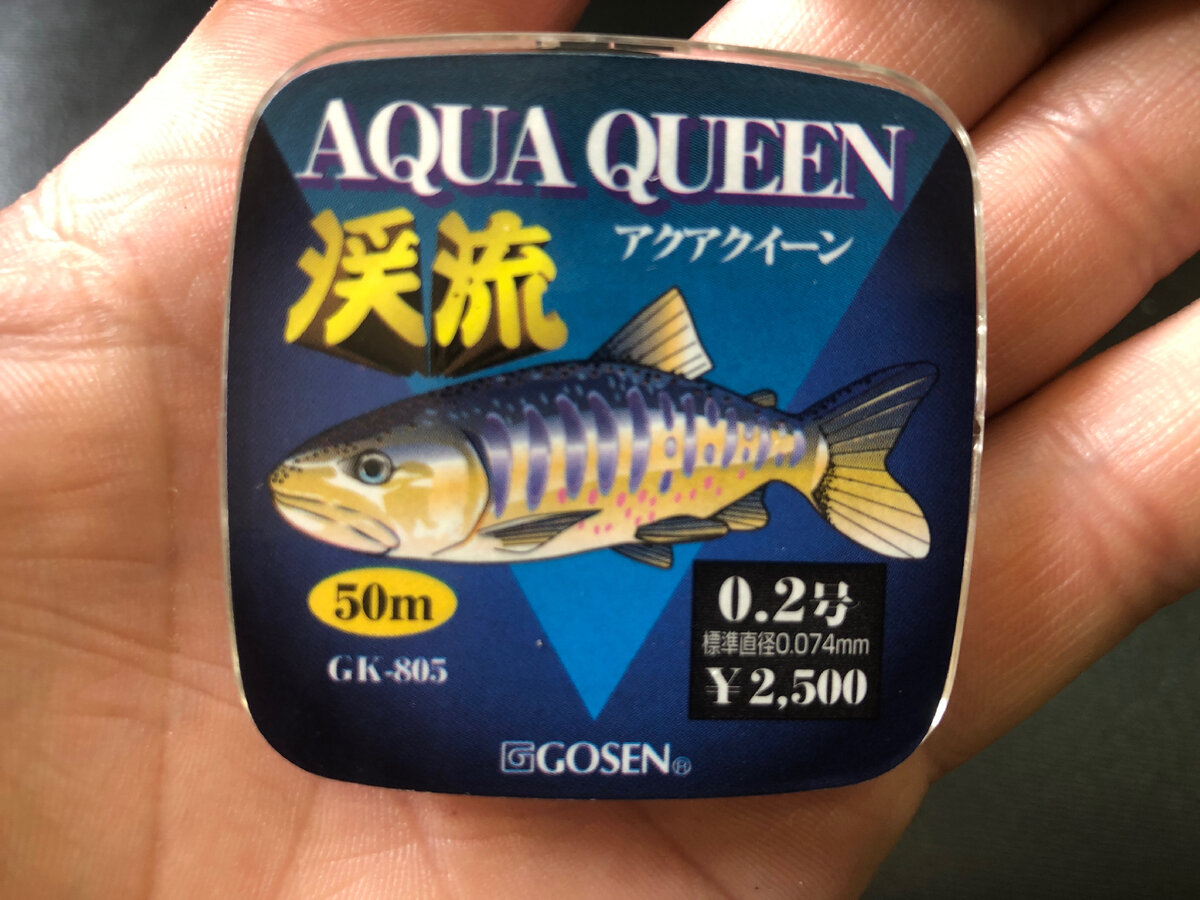 AQUA QUEEN
渓流
アクアクイーン
50m
GK-805
0.2号
標準直径0.074mm
¥2,500
GOSEN®